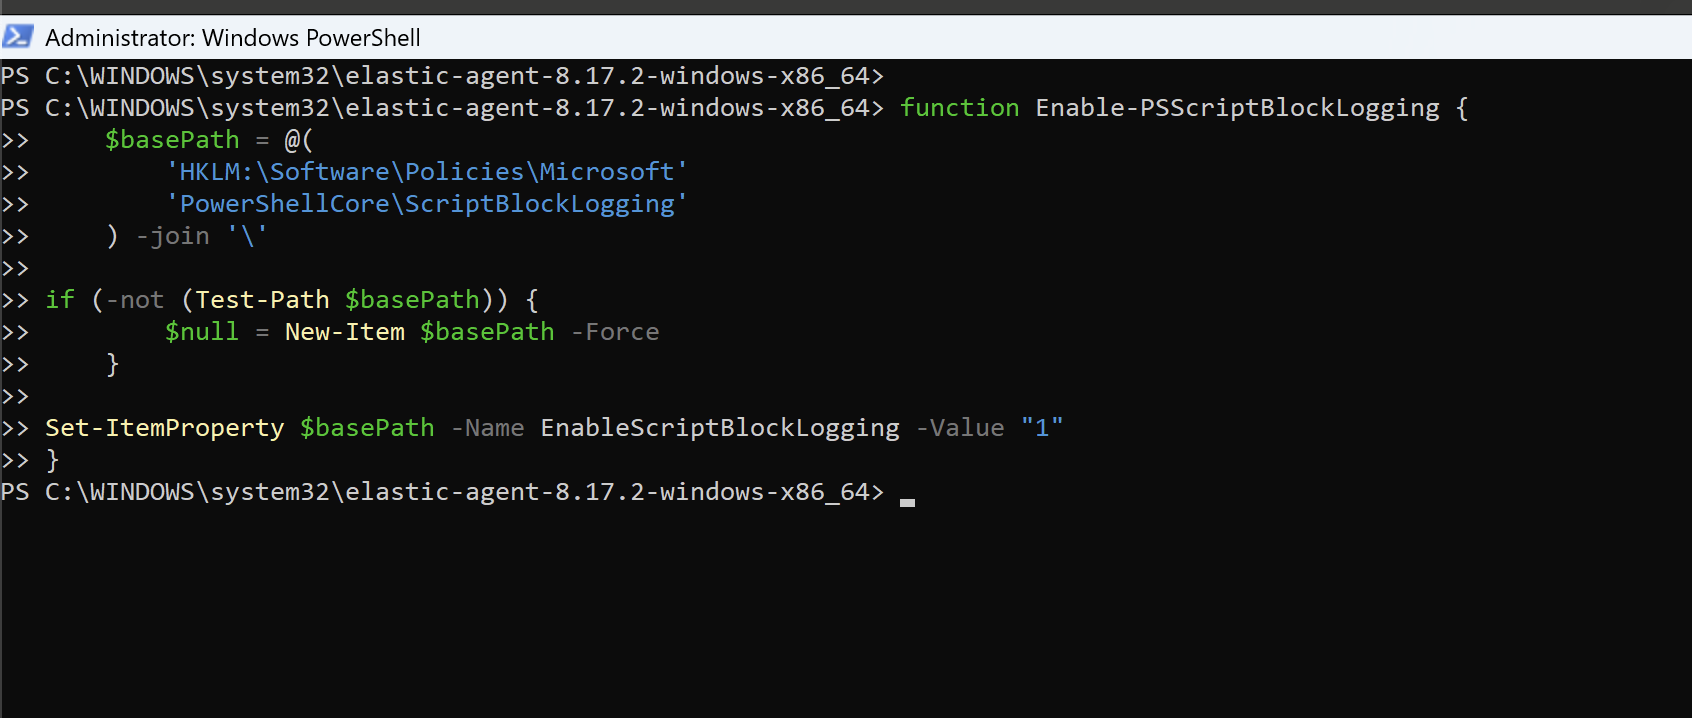 Administrator: Windows PowerShell
PS C:\WINDOWS\system32\elastic-agent-8.17.2-windows-x86_64>
PS C:\WINDOWS\system32\elastic-agent-8.17.2-windows-x86_64> function Enable-PSScriptBlockLogging {
>>     $basePath = @(
>>         'HKLM:\Software\Policies\Microsoft'
>>         'PowerShellCore\ScriptBlockLogging'
>>     ) -join '\'
>>
>> if (-not (Test-Path $basePath)) {
>>         $null = New-Item $basePath -Force
>>     }
>>
>> Set-ItemProperty $basePath -Name EnableScriptBlockLogging -Value "1"
>> }
PS C:\WINDOWS\system32\elastic-agent-8.17.2-windows-x86_64>